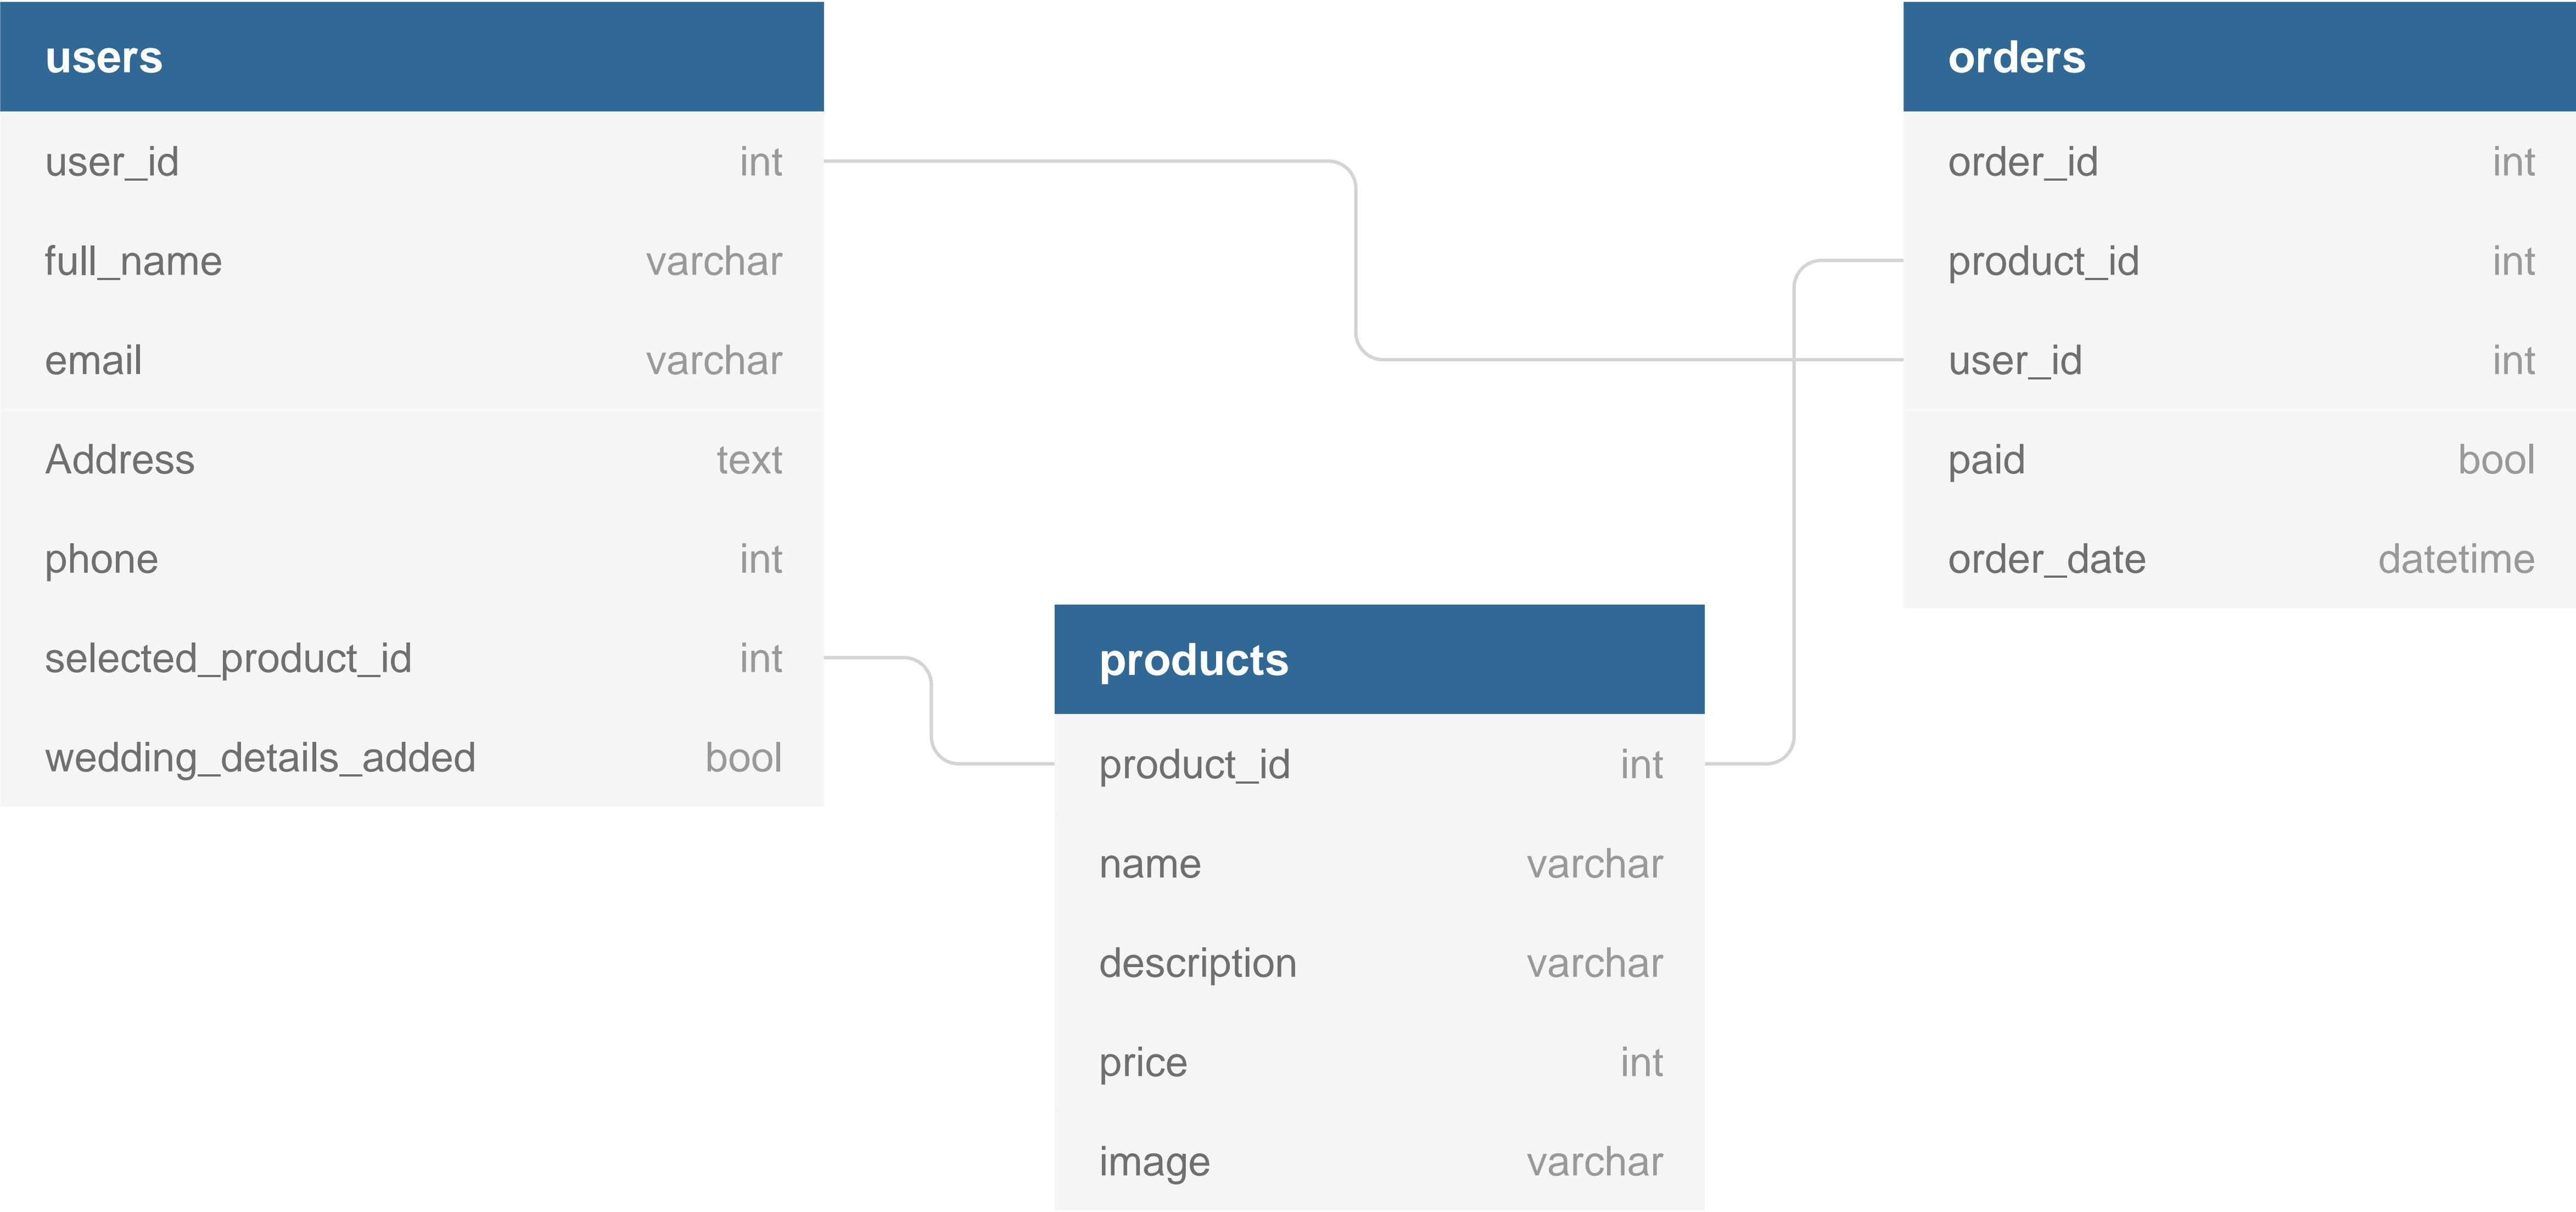 users
user_id int
full_name varchar
email varchar
Address text
phone int
selected_product_id int
wedding_details_added bool
orders
order_id int
product_id int
user_id int
paid bool
order_date datetime
products
product_id int
name varchar
description varchar
price int
image varchar